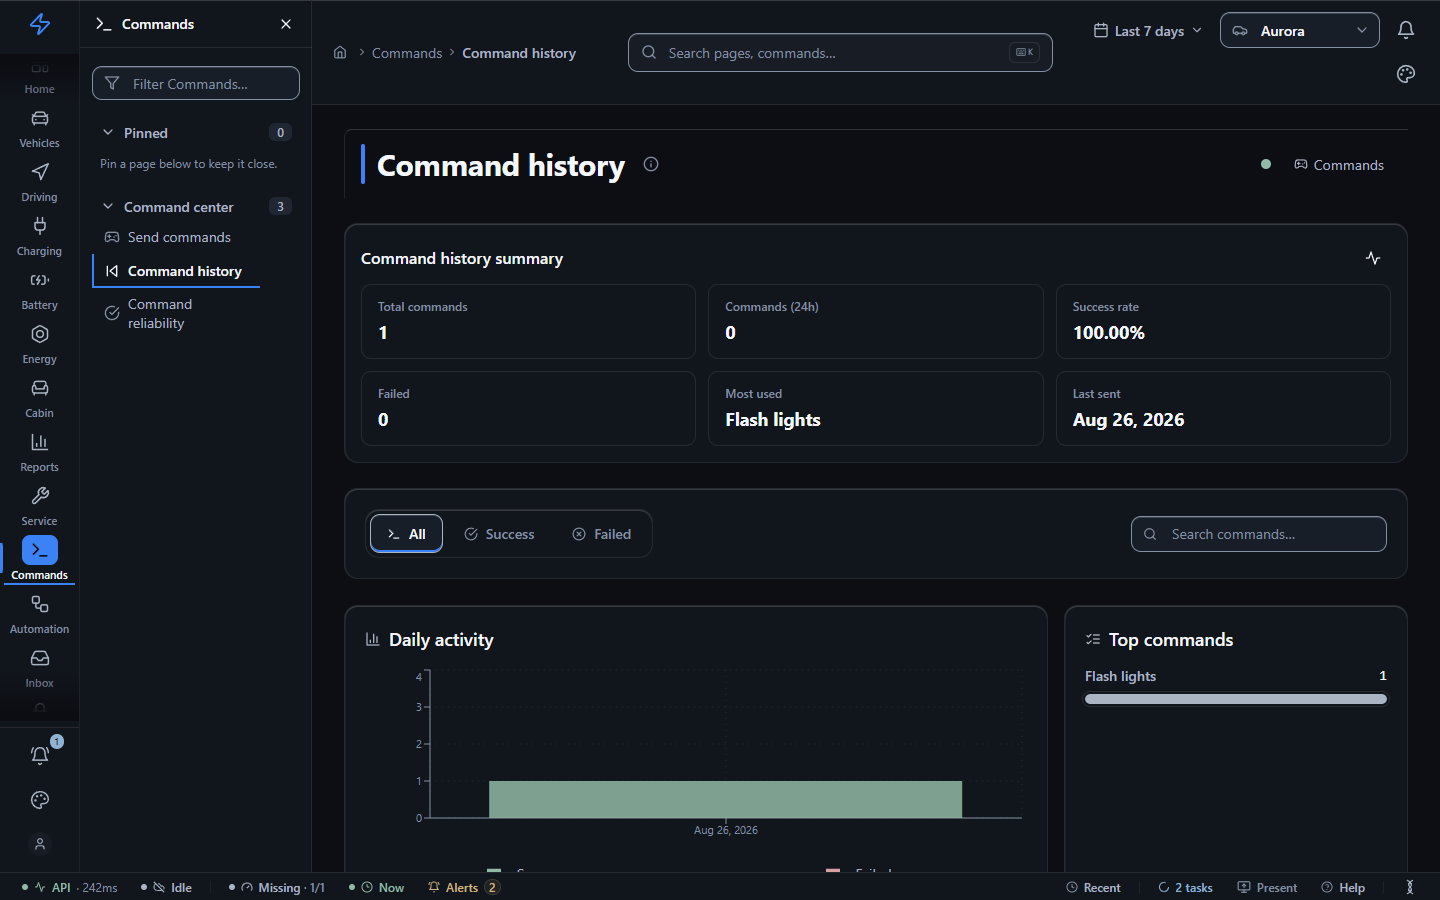 Home
Vehicles
Driving
Charging
Battery
Energy
Cabin
Reports
Service
Commands
Automation
Inbox
1
Commands
Filter Commands...
Pinned
0
Pin a page below to keep it close.
Command center
3
Send commands
Command history
Command
reliability
Commands
Command history
Search pages, commands...
K
Last 7 days
Aurora
Command history
Commands
Command history summary
Total commands
1
Commands (24h)
0
Success rate
100.00%
Failed
0
Most used
Flash lights
Last sent
Aug 26, 2026
All
Success
Failed
Search commands...
Daily activity
4
3
2
1
0
Aug 26, 2026
Top commands
Flash lights
1
API · 242ms
Idle
Missing · 1/1
Now
Alerts 2
Recent
2 tasks
Present
Help